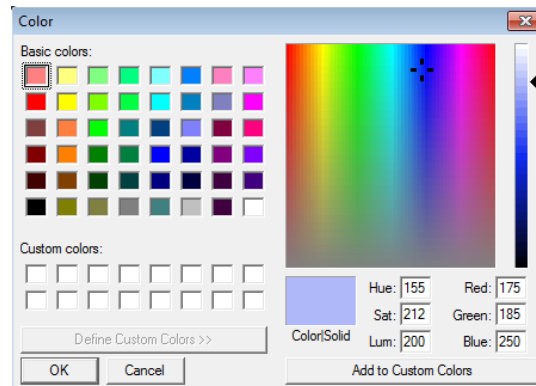 Color
Basic colors:
Custom colors:
Define Custom Colors >>
OK Cancel
Color|Solid
Hue: 155 Red: 175
Sat: 212 Green: 185
Lum: 200 Blue: 250
Add to Custom Colors